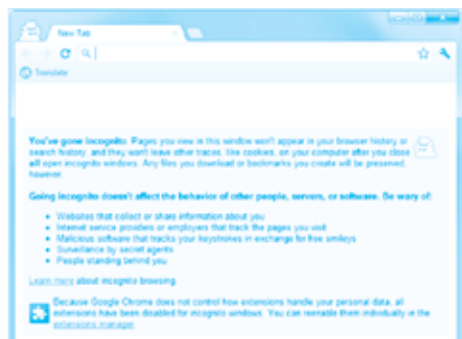 New Tab
Translate
You've gone incognito. Pages you view in this window won't appear in your browser history or
search history, and they won't leave other traces, like cookies, on your computer after you close
all open incognito windows. Any files you download or bookmarks you create will be preserved,
however.
Going incognito doesn't affect the behavior of other people, servers, or software. Be wary of:
Websites that collect or share information about you
Internet service providers or employers that track the pages you visit
Malicious software that tracks your keystrokes in exchange for free smileys
Surveillance by secret agents
People standing behind you
Learn more about incognito browsing.
Because Google Chrome does not control how extensions handle your personal data, all
extensions have been disabled for incognito windows. You can reenable them individually in the
extensions manager.